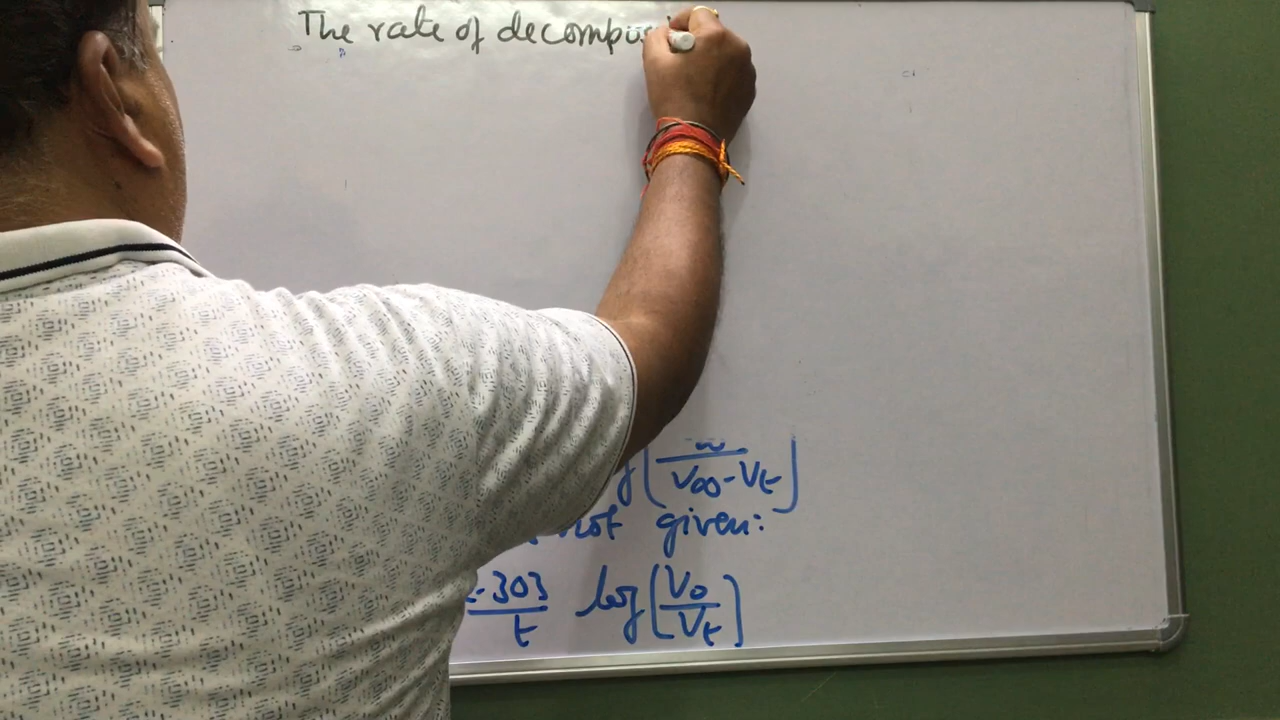 The rate of decompos
[V∞ / V∞-Vt]
not given:
2.303/t log[V0/Vt]